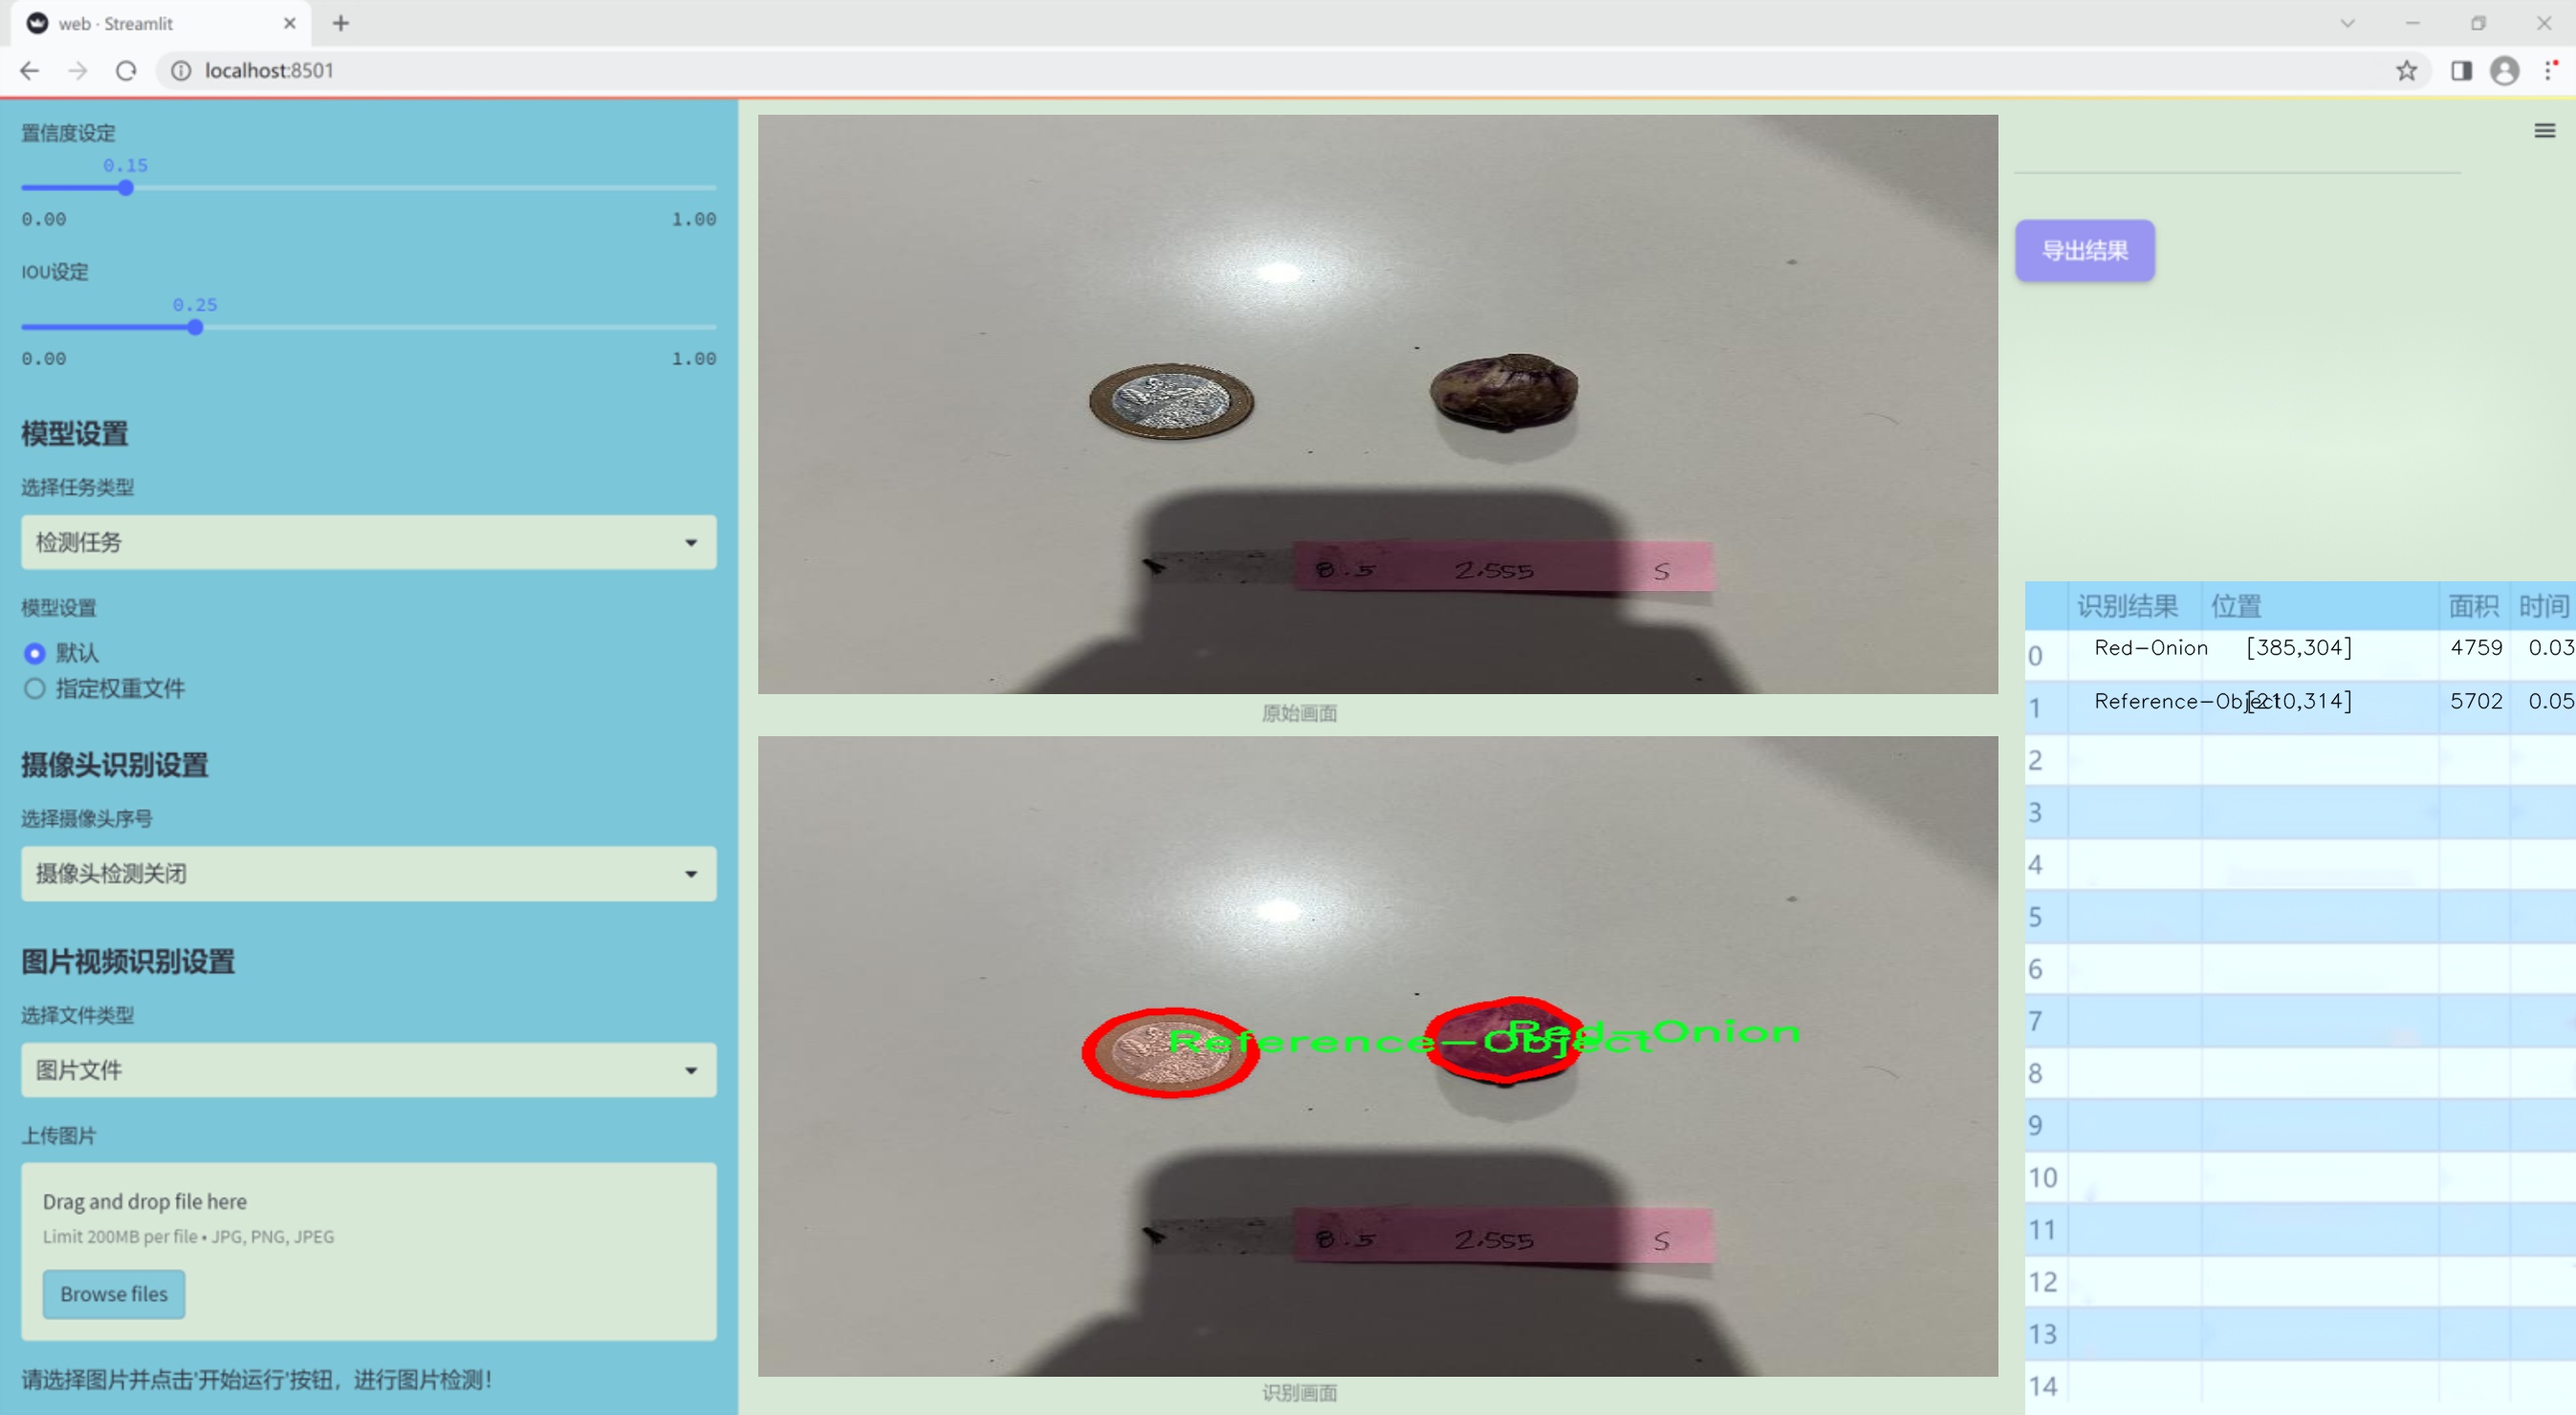 web · Streamlit
localhost:8501
置信度设定
0.15
0.00 1.00
IOU设定
0.25
0.00 1.00
模型设置
选择任务类型
检测任务
模型设置
默认
指定权重文件
摄像头识别设置
选择摄像头序号
摄像头检测关闭
图片视频识别设置
选择文件类型
图片文件
上传图片
Drag and drop file here
Limit 200MB per file • JPG, PNG, JPEG
Browse files
请选择图片并点击'开始运行'按钮，进行图片检测！
8.5 2.555 S
原始画面
Red-Onion
Reference-Object
8.5 2.555 S
识别画面
导出结果
识别结果 位置 面积 时间
0 Red-Onion [385,304] 4759 0.03
1 Reference-Object [210,314] 5702 0.05
2
3
4
5
6
7
8
9
10
11
12
13
14